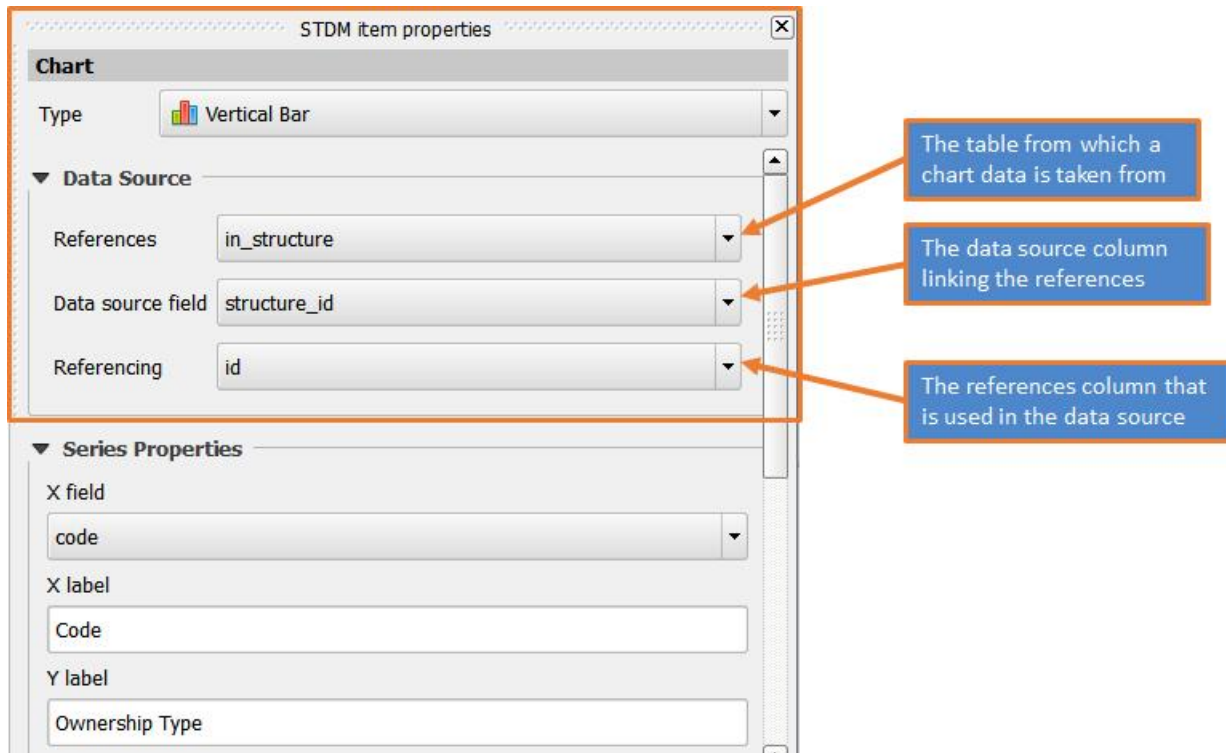 STDM item properties
Chart
Type
Vertical Bar
Data Source
References
in_structure
Data source field
structure_id
Referencing
id
Series Properties
X field
code
X label
Code
Y label
Ownership Type
The table from which a
chart data is taken from
The data source column
linking the references
The references column that
is used in the data source